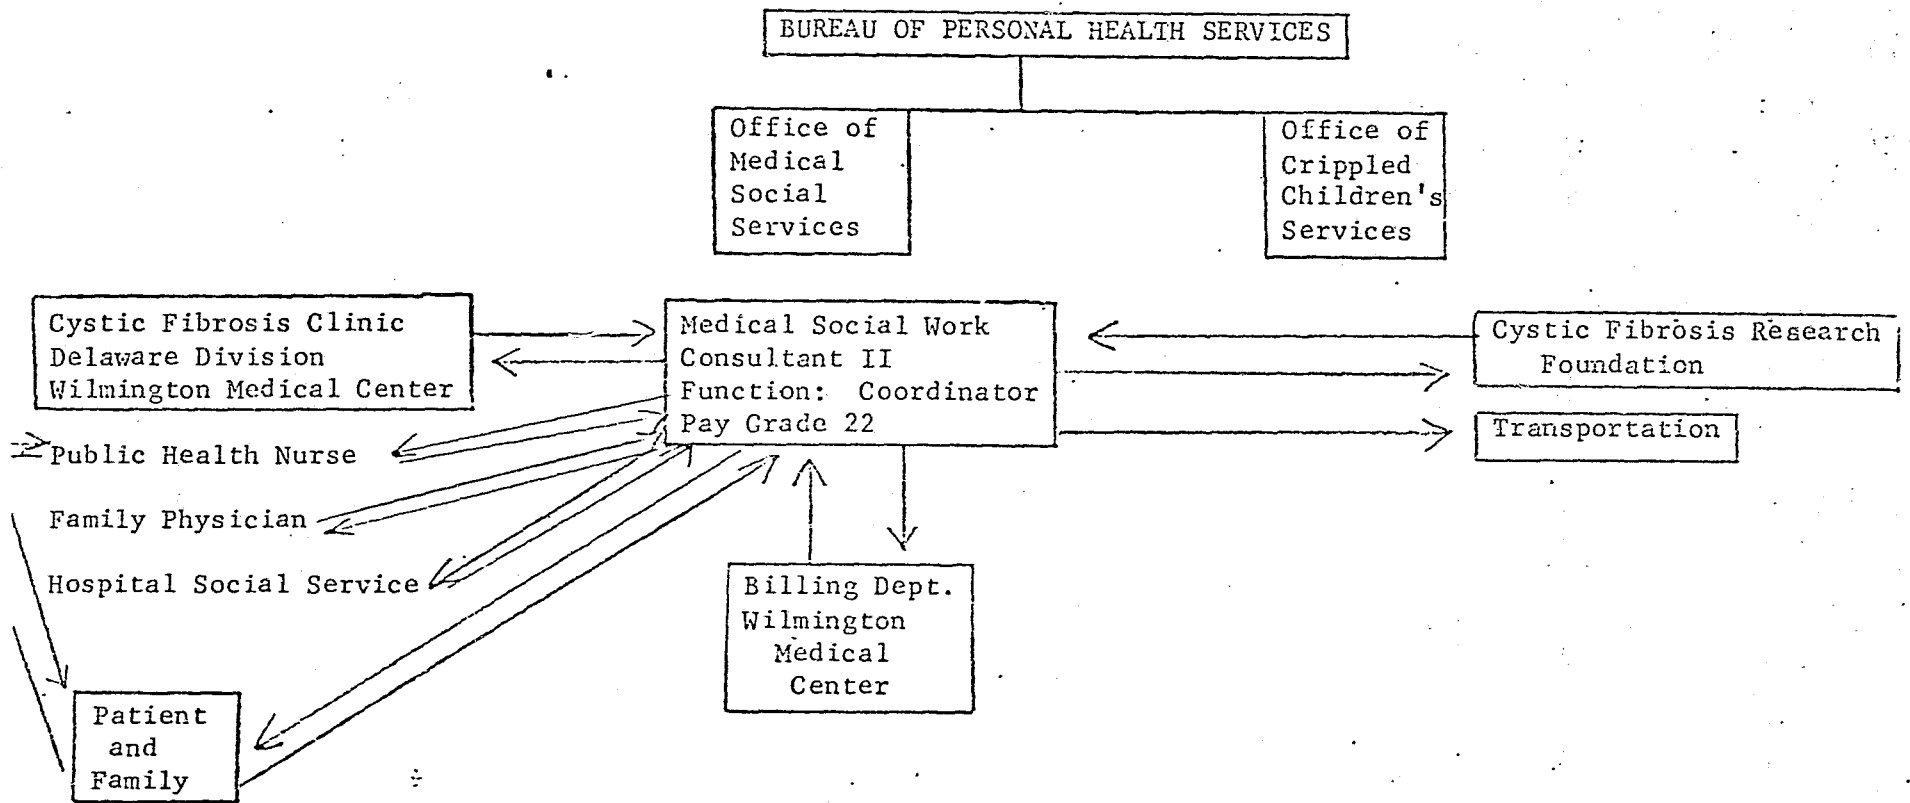 BUREAU OF PERSONAL HEALTH SERVICES
Office of
Medical
Social
Services
Office of
Crippled
Children's
Services
Cystic Fibrosis Clinic
Delaware Division
Wilmington Medical Center
Medical Social Work
Consultant II
Function: Coordinator
Pay Grade 22
Cystic Fibrosis Research
Foundation
Transportation
Public Health Nurse
Family Physician
Hospital Social Service
Billing Dept.
Wilmington
Medical
Center
Patient
and
Family